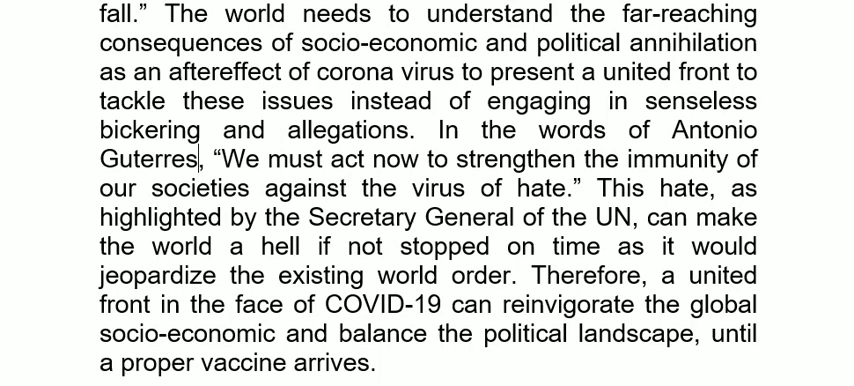 fall.” The world needs to understand the far-reaching
consequences of socio-economic and political annihilation
as an aftereffect of corona virus to present a united front to
tackle these issues instead of engaging in senseless
bickering and allegations. In the words of Antonio
Guterres, “We must act now to strengthen the immunity of
our societies against the virus of hate.” This hate, as
highlighted by the Secretary General of the UN, can make
the world a hell if not stopped on time as it would
jeopardize the existing world order. Therefore, a united
front in the face of COVID-19 can reinvigorate the global
socio-economic and balance the political landscape, until
a proper vaccine arrives.